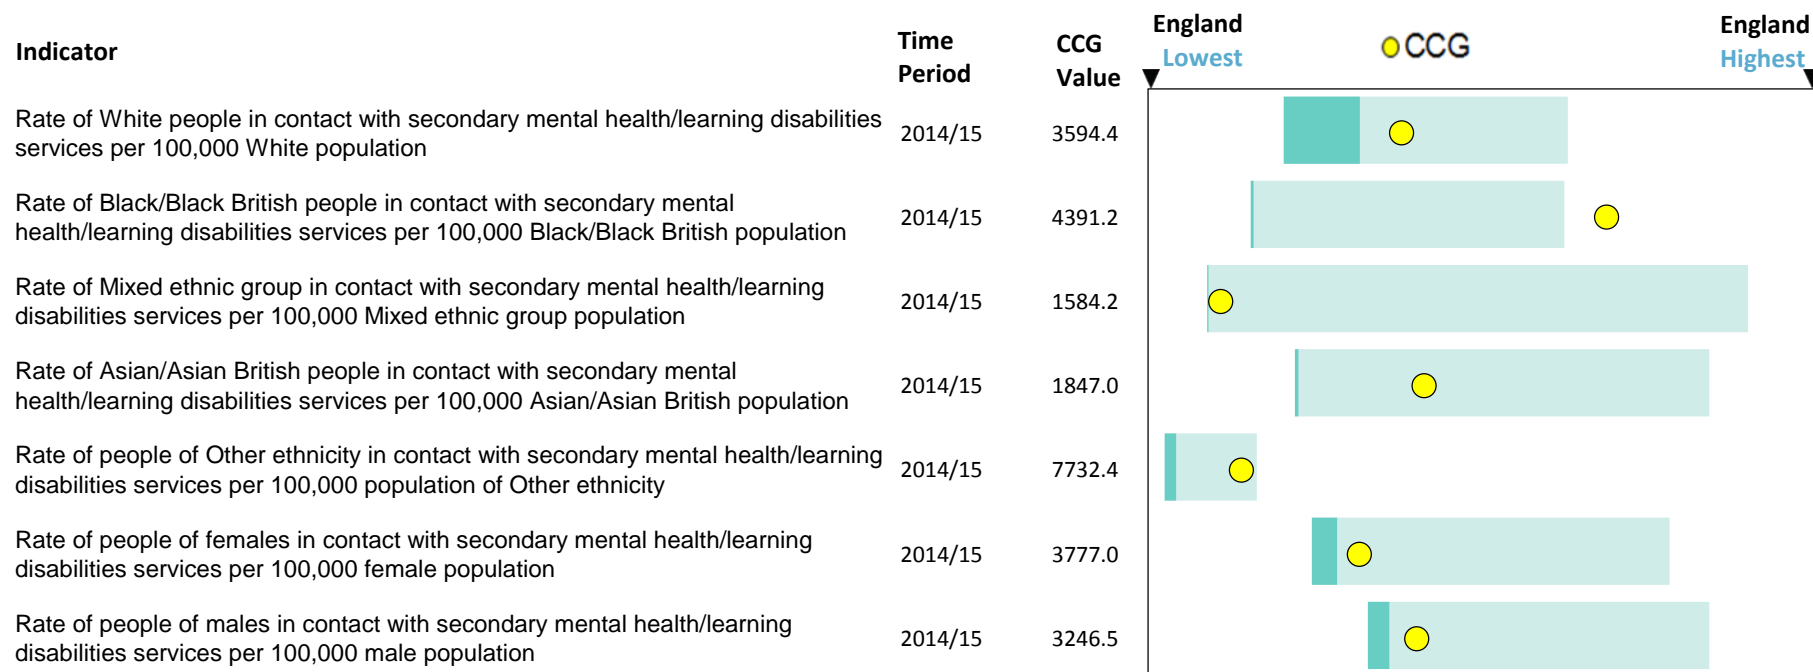 Indicator
Time Period
CCG Value
England Lowest
CCG
England Highest
Rate of White people in contact with secondary mental health/learning disabilities
services per 100,000 White population
2014/15
3594.4
Rate of Black/Black British people in contact with secondary mental
health/learning disabilities services per 100,000 Black/Black British population
2014/15
4391.2
Rate of Mixed ethnic group in contact with secondary mental health/learning
disabilities services per 100,000 Mixed ethnic group population
2014/15
1584.2
Rate of Asian/Asian British people in contact with secondary mental
health/learning disabilities services per 100,000 Asian/Asian British population
2014/15
1847.0
Rate of people of Other ethnicity in contact with secondary mental health/learning
disabilities services per 100,000 population of Other ethnicity
2014/15
7732.4
Rate of people of females in contact with secondary mental health/learning
disabilities services per 100,000 female population
2014/15
3777.0
Rate of people of males in contact with secondary mental health/learning
disabilities services per 100,000 male population
2014/15
3246.5